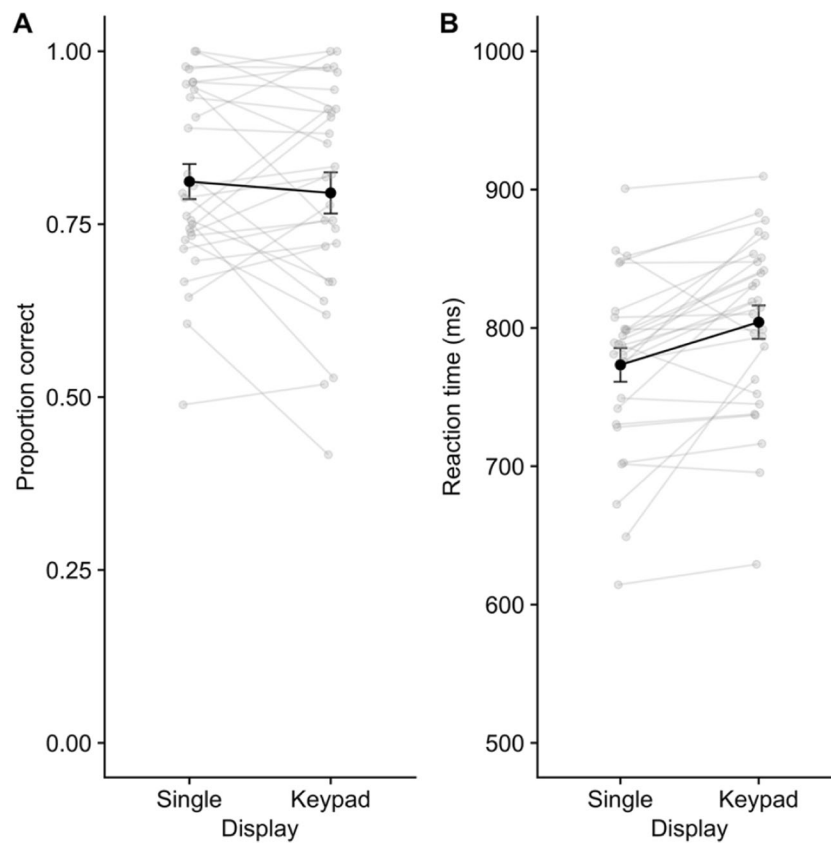 A
Proportion correct
1.00
0.75
0.50
0.25
0.00
Single Keypad
Display
B
Reaction time (ms)
1000
900
800
700
600
500
Single Keypad
Display